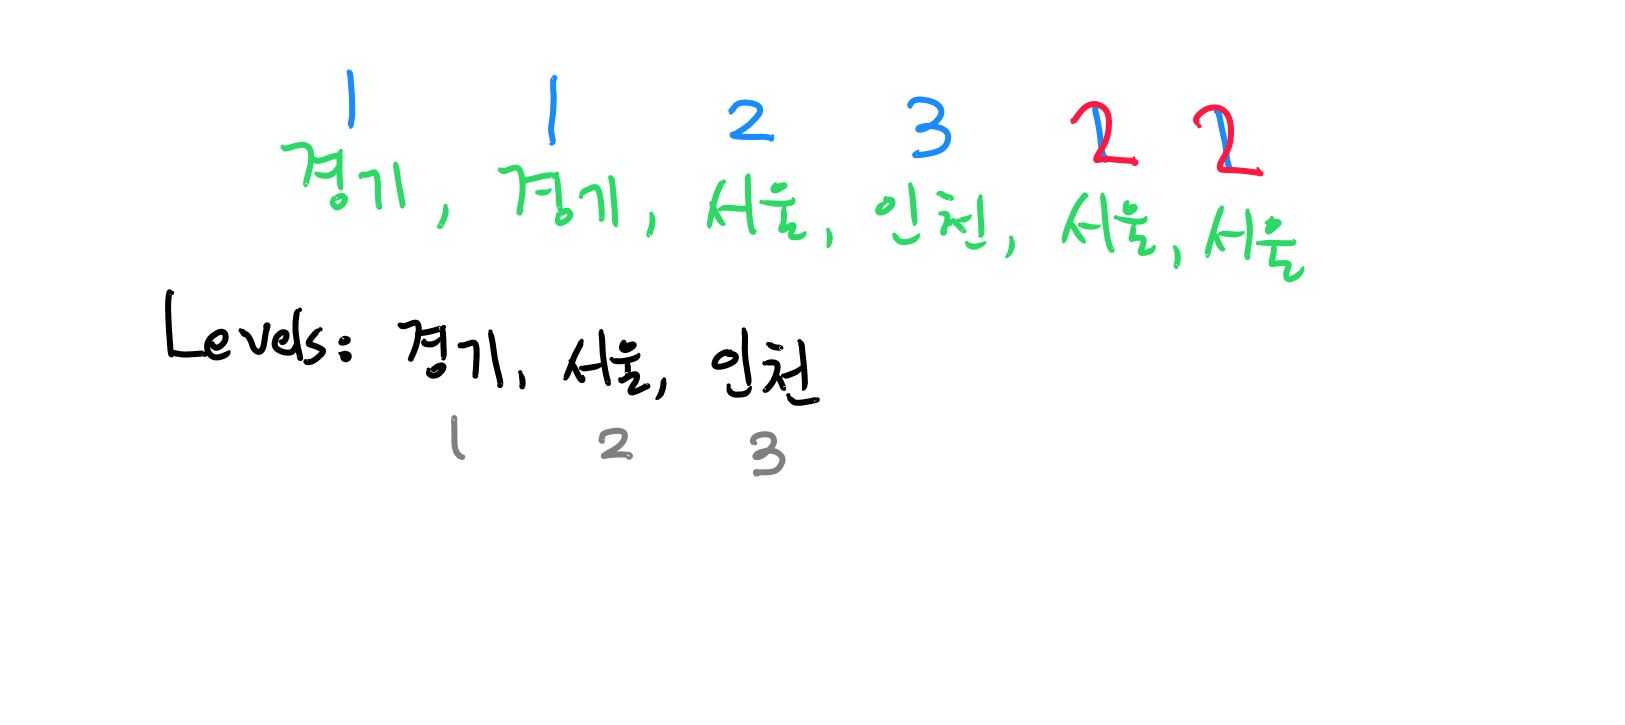 1 1 2 3 2 2
경기, 경기, 서울, 인천, 서울, 서울
Levels: 경기, 서울, 인천
1 2 3